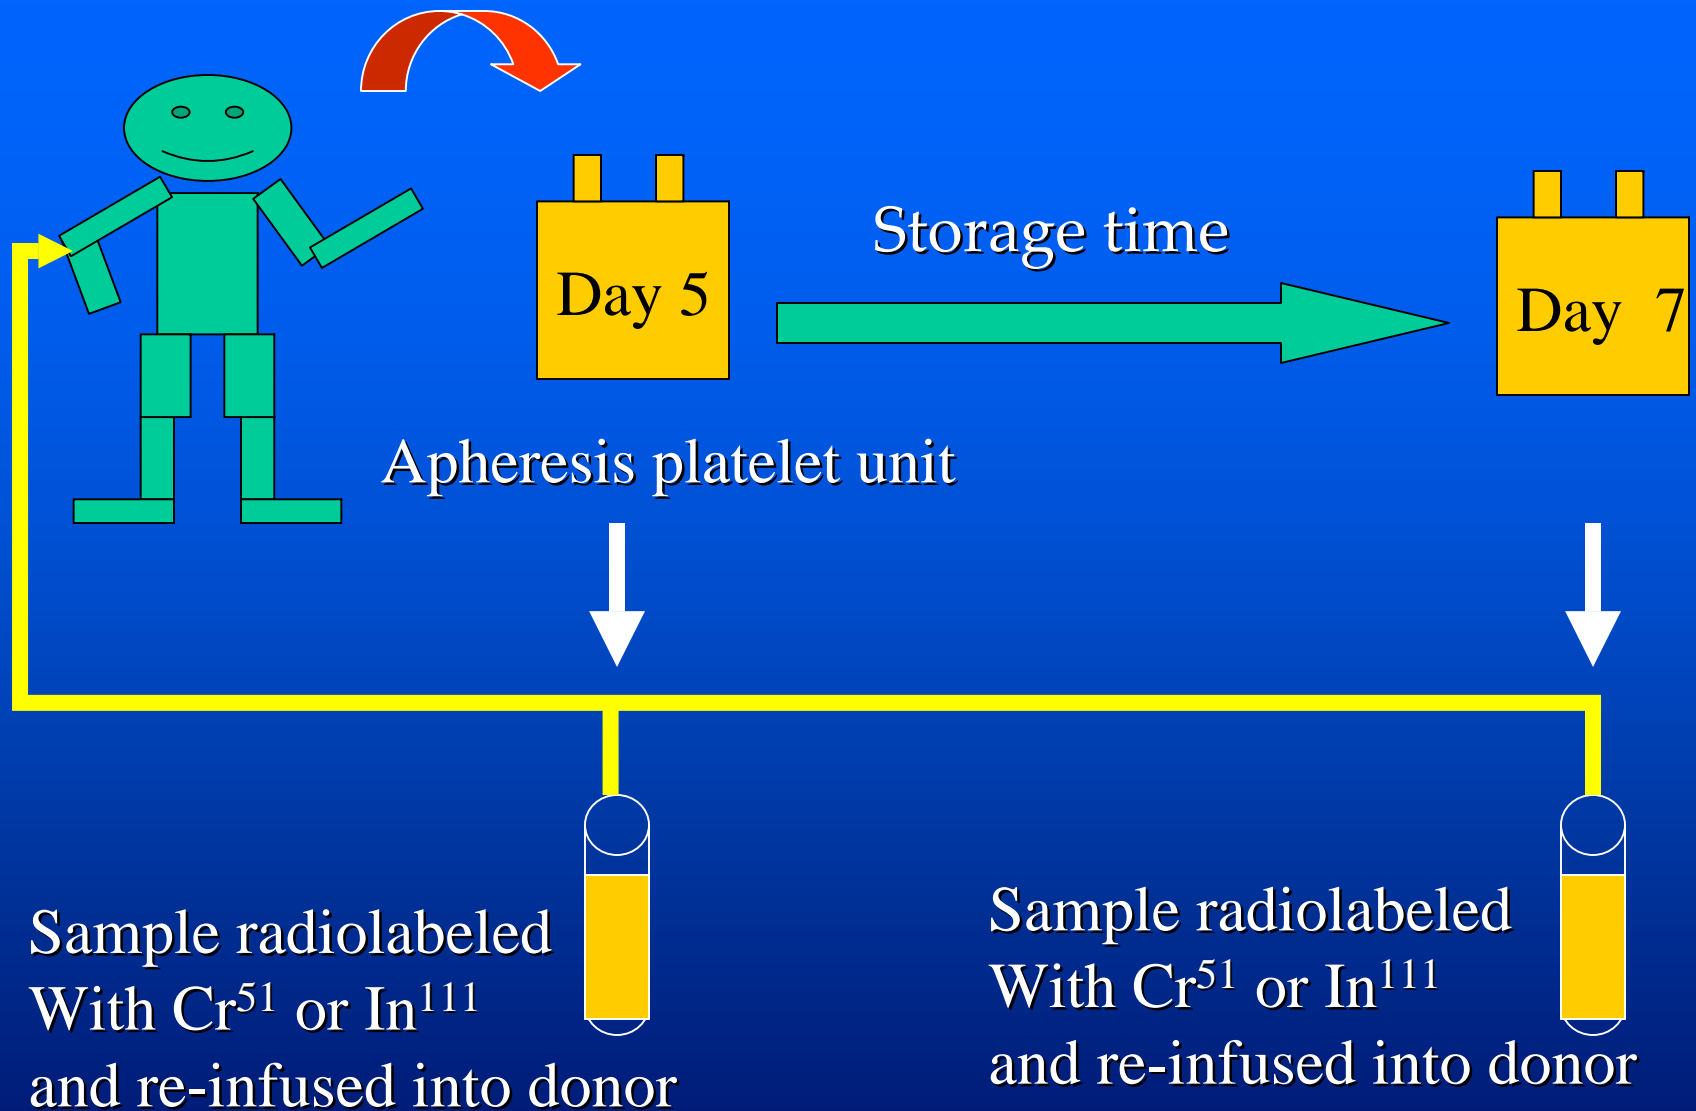 Storage time
Day 5
Day 7
Apheresis platelet unit
Sample radiolabeled
With Cr⁵¹ or In¹¹¹
and re-infused into donor
Sample radiolabeled
With Cr⁵¹ or In¹¹¹
and re-infused into donor